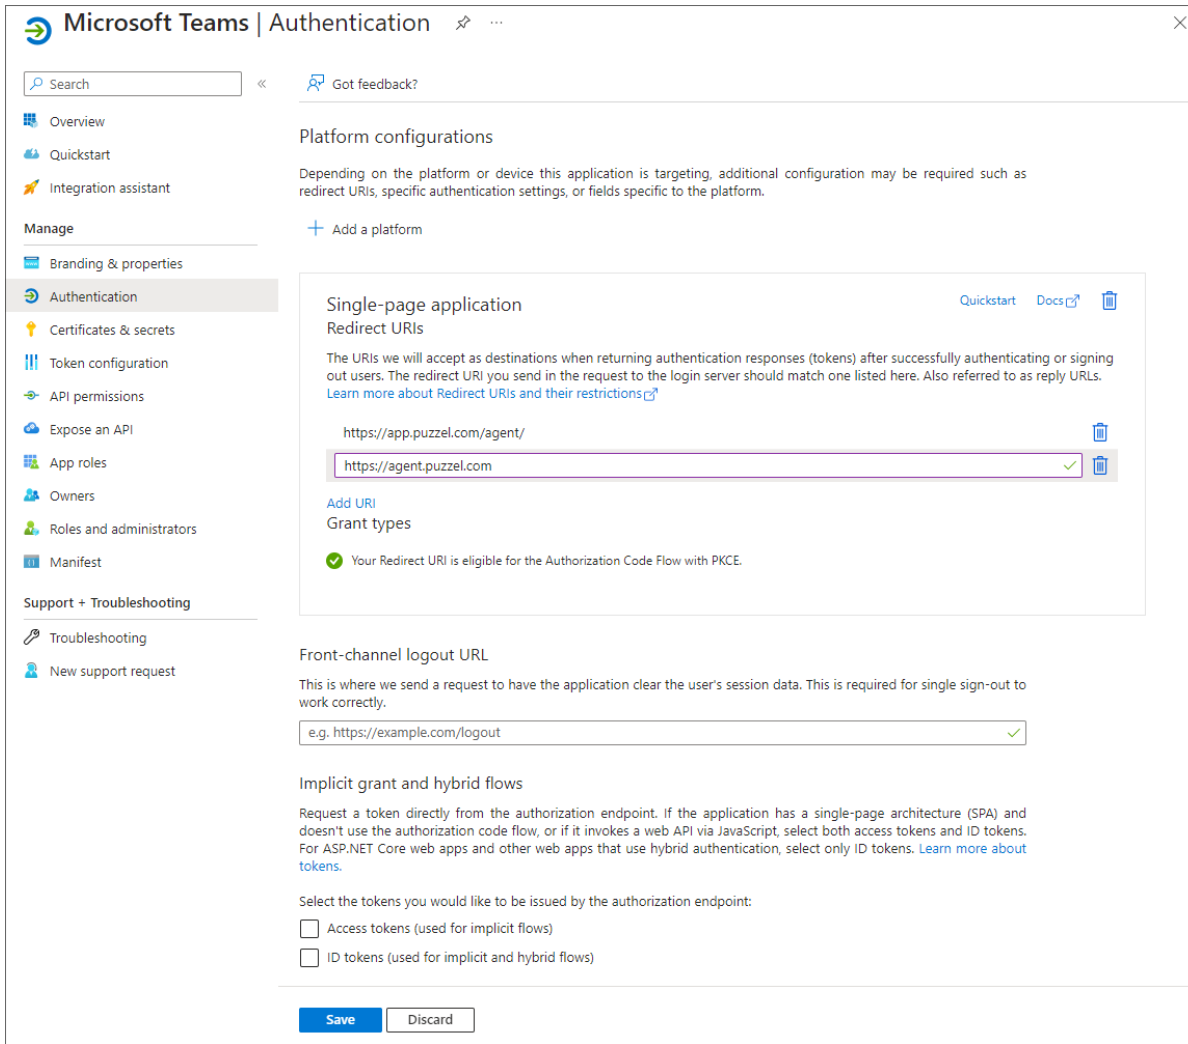 Microsoft Teams | Authentication
Search
Overview
Quickstart
Integration assistant
Manage
Branding & properties
Authentication
Certificates & secrets
Token configuration
API permissions
Expose an API
App roles
Owners
Roles and administrators
Manifest
Support + Troubleshooting
Troubleshooting
New support request
Got feedback?
Platform configurations
Depending on the platform or device this application is targeting, additional configuration may be required such as
redirect URIs, specific authentication settings, or fields specific to the platform.
Add a platform
Single-page application
Quickstart Docs
Redirect URIs
The URIs we will accept as destinations when returning authentication responses (tokens) after successfully authenticating or signing
out users. The redirect URI you send in the request to the login server should match one listed here. Also referred to as reply URLs.
Learn more about Redirect URIs and their restrictions
https://app.puzzel.com/agent/
https://agent.puzzel.com
Add URI
Grant types
Your Redirect URI is eligible for the Authorization Code Flow with PKCE.
Front-channel logout URL
This is where we send a request to have the application clear the user's session data. This is required for single sign-out to
work correctly.
e.g. https://example.com/logout
Implicit grant and hybrid flows
Request a token directly from the authorization endpoint. If the application has a single-page architecture (SPA) and
doesn't use the authorization code flow, or if it invokes a web API via JavaScript, select both access tokens and ID tokens.
For ASP.NET Core web apps and other web apps that use hybrid authentication, select only ID tokens. Learn more about
tokens.
Select the tokens you would like to be issued by the authorization endpoint:
Access tokens (used for implicit flows)
ID tokens (used for implicit and hybrid flows)
Save Discard